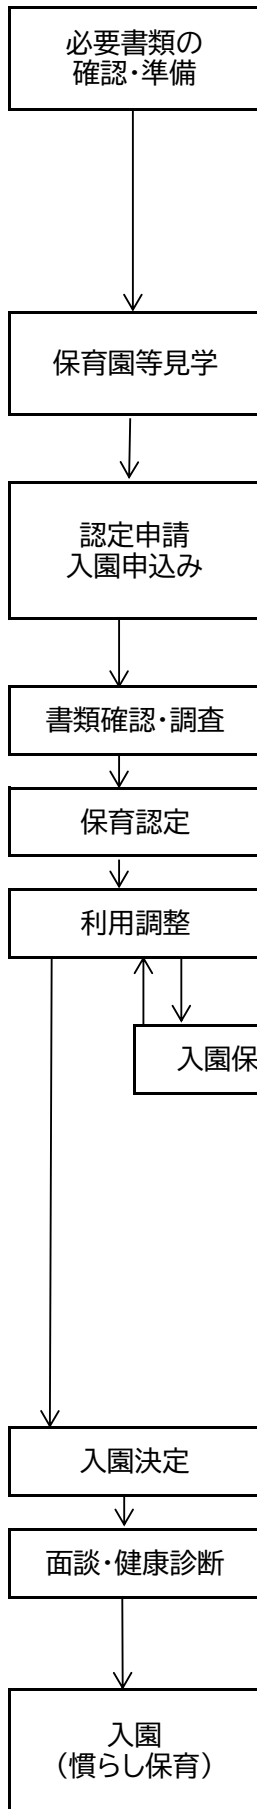 必要書類の
確認・準備
保育園等見学
認定申請
入園申込み
書類確認・調査
保育認定
利用調整
入園保
入園決定
面談・健康診断
入園
（慣らし保育）